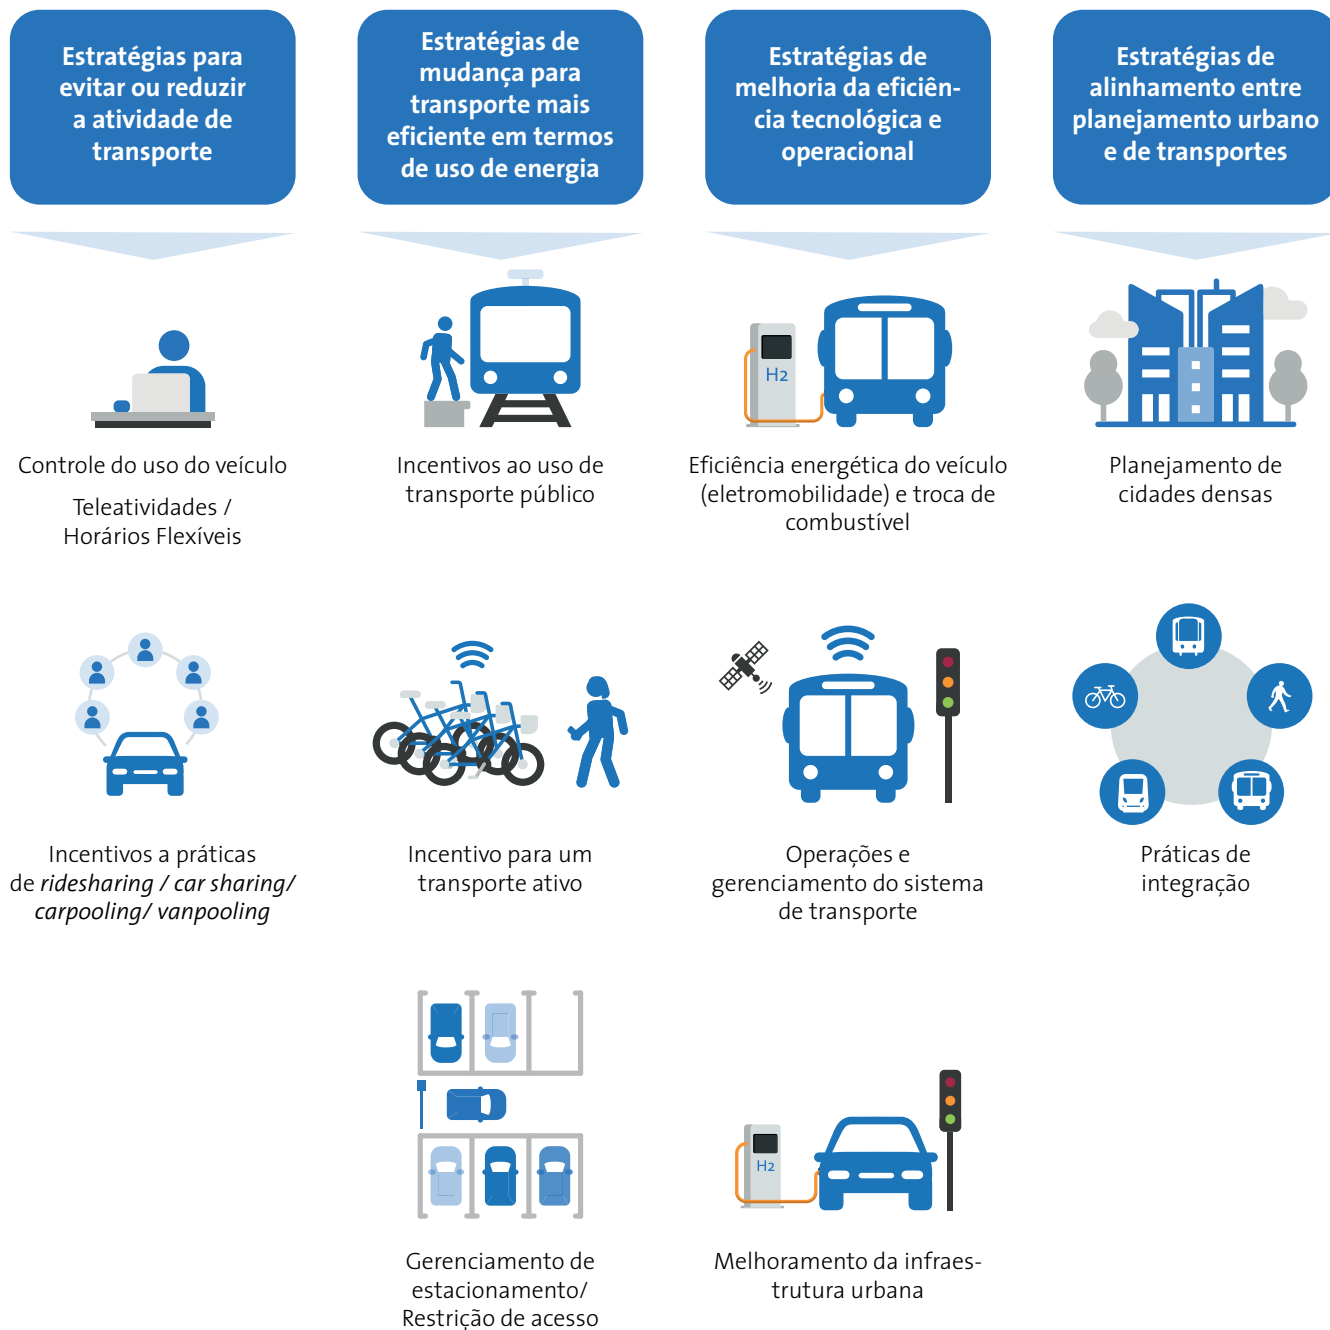 Estratégias para
evitar ou reduzir
a atividade de
transporte
Estratégias de
mudança para
transporte mais
eficiente em termos
de uso de energia
Estratégias de
melhoria da eficiên-
cia tecnológica e
operacional
Estratégias de
alinhamento entre
planejamento urbano
e de transportes
Controle do uso do veículo
Teleatividades /
Horários Flexíveis
Incentivos ao uso de
transporte público
H2
Eficiência energética do veículo
(eletromobilidade) e troca de
combustível
Planejamento de
cidades densas
Incentivos a práticas
de ridesharing / car sharing/
carpooling/ vanpooling
Incentivo para um
transporte ativo
Operações e
gerenciamento do sistema
de transporte
Práticas de
integração
Gerenciamento de
estacionamento/
Restrição de acesso
H2
Melhoramento da infraes-
trutura urbana